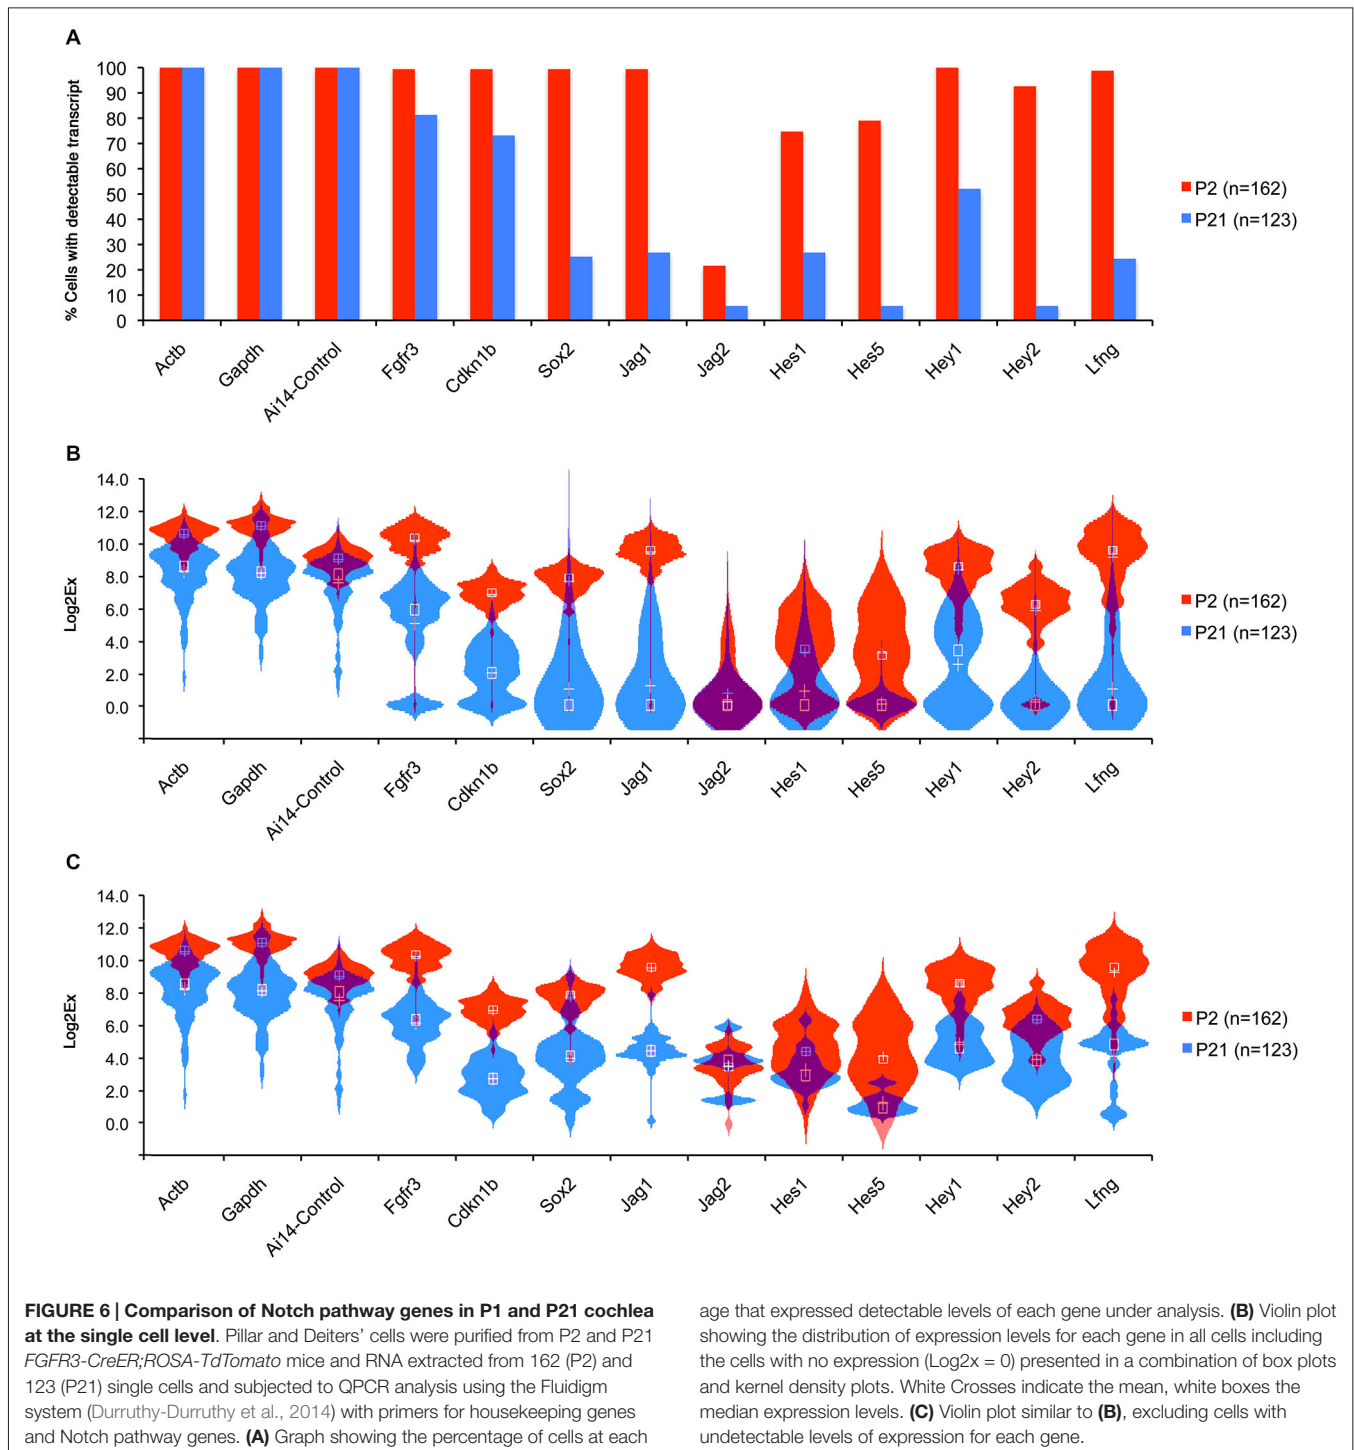 A
% Cells with detectable transcript
100
90
80
70
60
50
40
30
20
10
0
Actb
Gapdh
Ai14-Control
Fgfr3
Cdkn1b
Sox2
Jag1
Jag2
Hes1
Hes5
Hey1
Hey2
Lfng
P2 (n=162)
P21 (n=123)
B
Log2Ex
14.0
12.0
10.0
8.0
6.0
4.0
2.0
0.0
Actb
Gapdh
Ai14-Control
Fgfr3
Cdkn1b
Sox2
Jag1
Jag2
Hes1
Hes5
Hey1
Hey2
Lfng
P2 (n=162)
P21 (n=123)
C
Log2Ex
14.0
12.0
10.0
8.0
6.0
4.0
2.0
0.0
Actb
Gapdh
Ai14-Control
Fgfr3
Cdkn1b
Sox2
Jag1
Jag2
Hes1
Hes5
Hey1
Hey2
Lfng
P2 (n=162)
P21 (n=123)
FIGURE 6 | Comparison of Notch pathway genes in P1 and P21 cochlea
at the single cell level. Pillar and Deiters' cells were purified from P2 and P21
FGFR3-CreER;ROSA-TdTomato mice and RNA extracted from 162 (P2) and
123 (P21) single cells and subjected to QPCR analysis using the Fluidigm
system (Durruthy-Durruthy et al., 2014) with primers for housekeeping genes
and Notch pathway genes. (A) Graph showing the percentage of cells at each
age that expressed detectable levels of each gene under analysis. (B) Violin plot
showing the distribution of expression levels for each gene in all cells including
the cells with no expression (Log2x = 0) presented in a combination of box plots
and kernel density plots. White Crosses indicate the mean, white boxes the
median expression levels. (C) Violin plot similar to (B), excluding cells with
undetectable levels of expression for each gene.